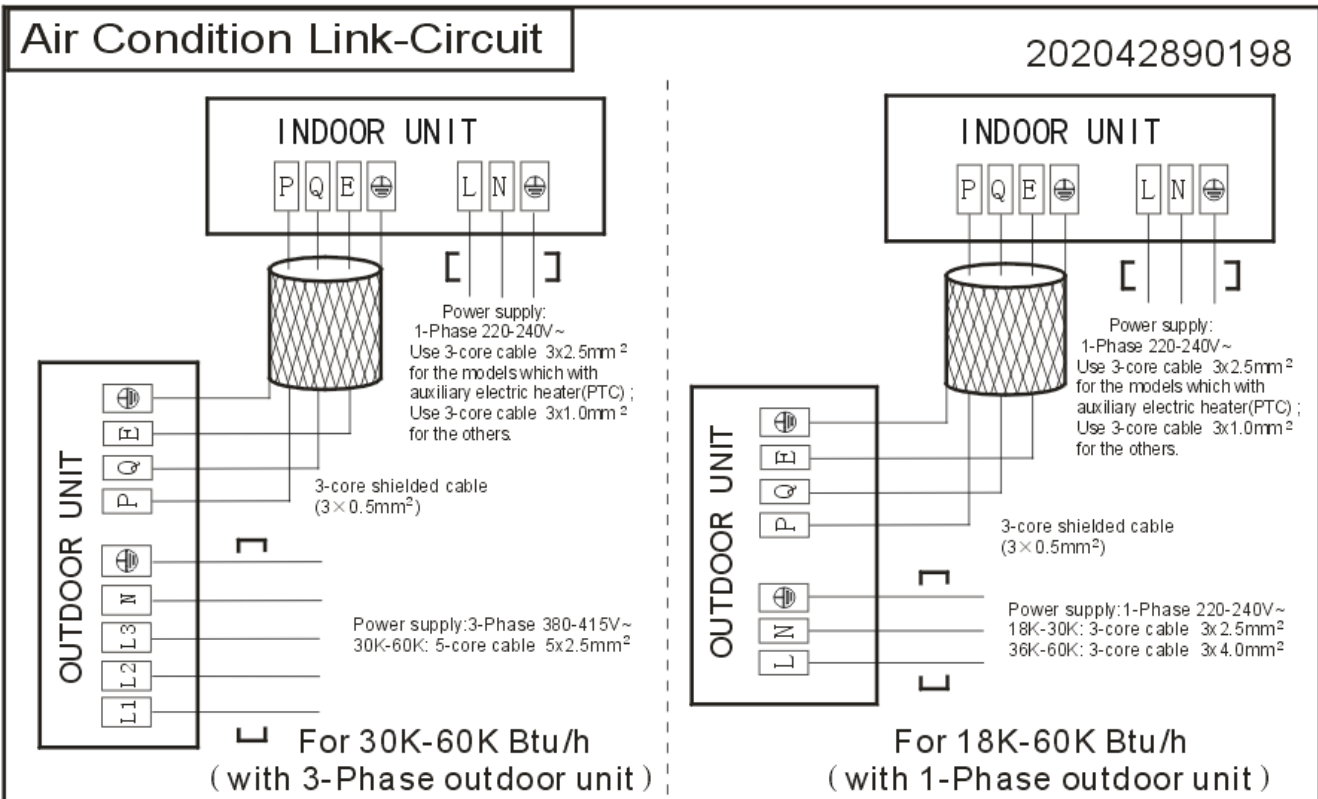 Air Condition Link-Circuit
202042890198
INDOOR UNIT
P Q E L N
Power supply:
1-Phase 220-240V~
Use 3-core cable 3x2.5mm²
for the models which with
auxiliary electric heater(PTC) ;
Use 3-core cable 3x1.0mm²
for the others.
OUTDOOR UNIT
E
Q
P
N
L3
L2
L1
3-core shielded cable
(3×0.5mm²)
Power supply:3-Phase 380-415V~
30K-60K: 5-core cable 5x2.5mm²
For 30K-60K Btu/h
(with 3-Phase outdoor unit)
INDOOR UNIT
P Q E L N
Power supply:
1-Phase 220-240V~
Use 3-core cable 3x2.5mm²
for the models which with
auxiliary electric heater(PTC) ;
Use 3-core cable 3x1.0mm²
for the others.
OUTDOOR UNIT
E
Q
P
N
L
3-core shielded cable
(3×0.5mm²)
Power supply:1-Phase 220-240V~
18K-30K: 3-core cable 3x2.5mm²
36K-60K: 3-core cable 3x4.0mm²
For 18K-60K Btu/h
(with 1-Phase outdoor unit)